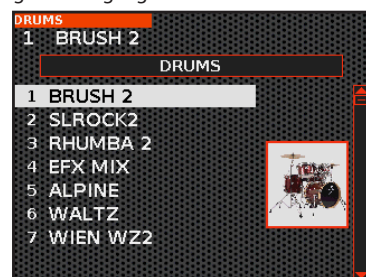 DRUMS
1 BRUSH 2
DRUMS
1 BRUSH 2
2 SLROCK2
3 RHUMBA 2
4 EFX MIX
5 ALPINE
6 WALTZ
7 WIEN WZ2